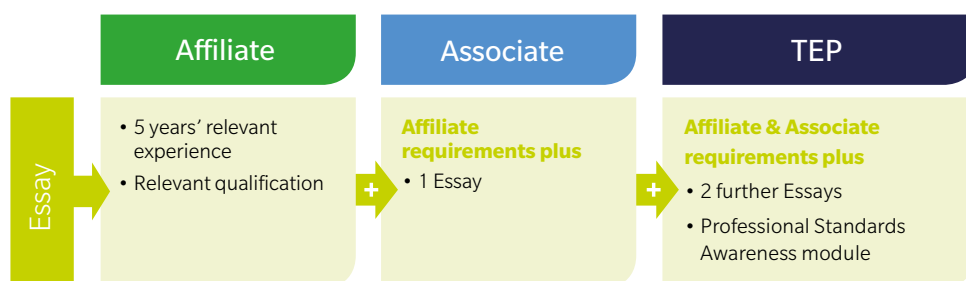 Affiliate
Associate
TEP
Essay
• 5 years’ relevant
experience
• Relevant qualification
+
Affiliate
requirements plus
• 1 Essay
+
Affiliate & Associate
requirements plus
• 2 further Essays
• Professional Standards
Awareness module